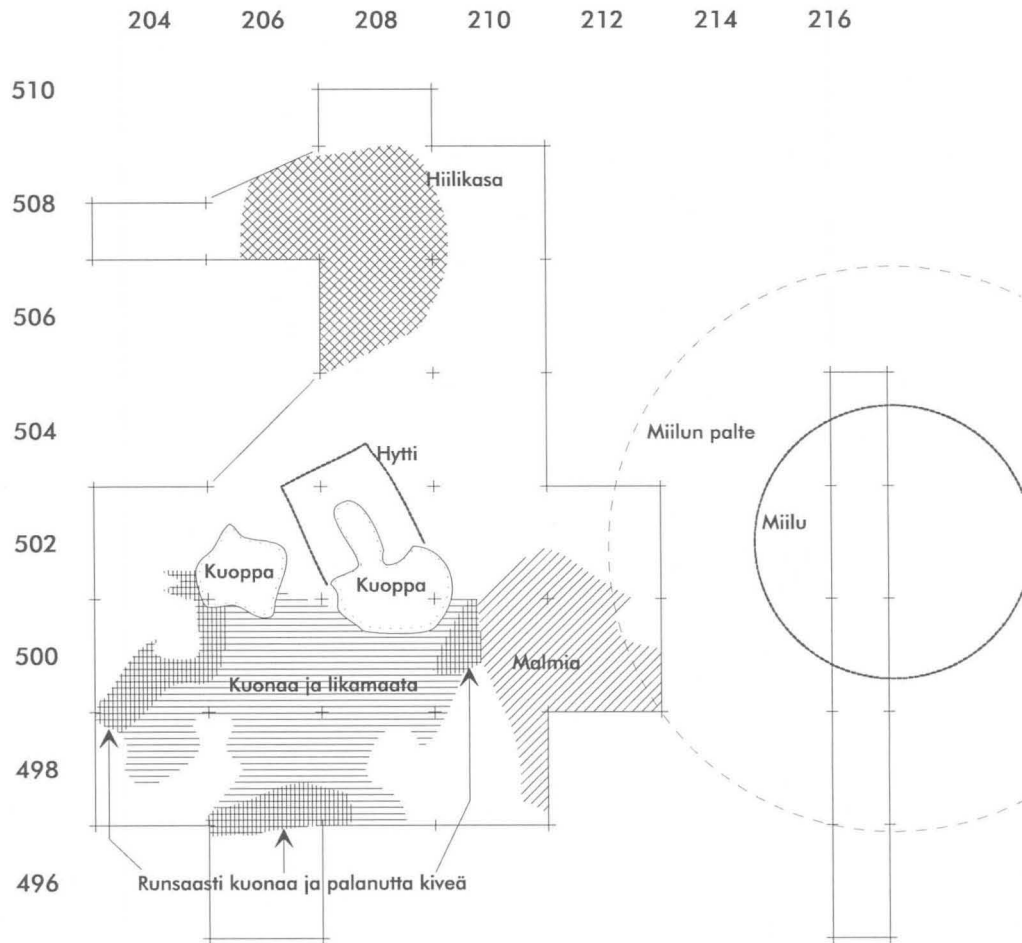 204 206 208 210 212 214 216
510
Hiilikasa
508
506
504
Miilun palte
Hytti
Miilu
502
Kuoppa
Kuoppa
500
Malmia
Kuonaa ja likamaata
498
Runsaasti kuonaa ja palanutta kiveä
496